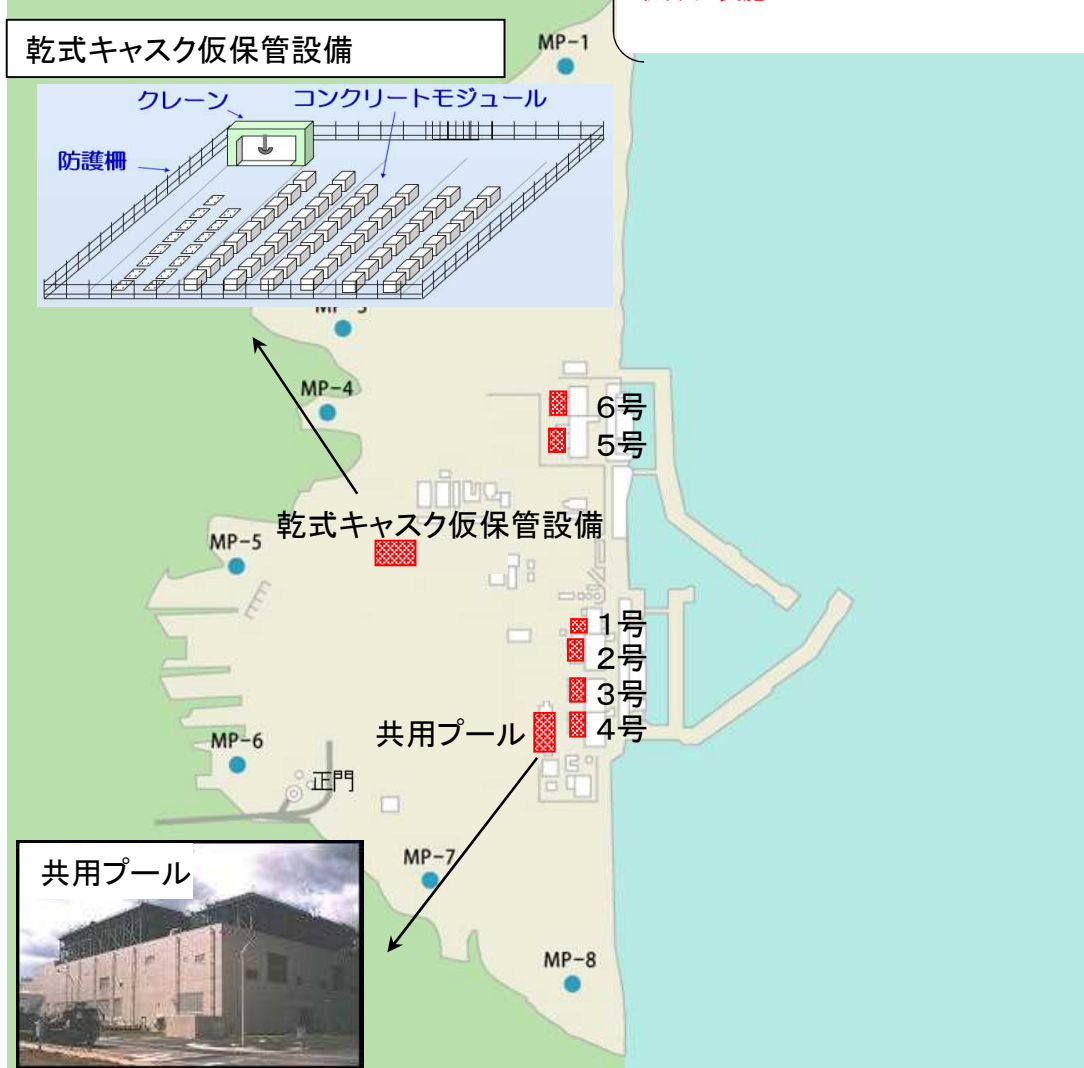 乾式キャスク仮保管設備
MP-1
クレーン
コンクリートモジュール
防護柵
MP-4
6号
5号
乾式キャスク仮保管設備
MP-5
1号
2号
3号
共用プール
4号
MP-6
正門
MP-7
共用プール
MP-8